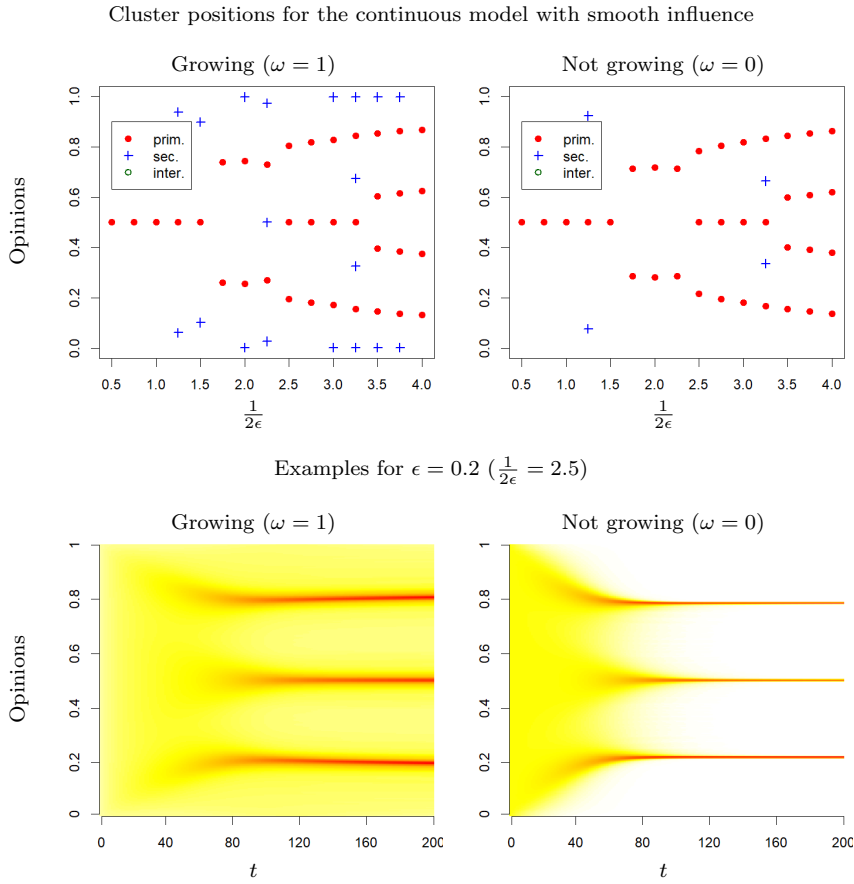 Cluster positions for the continuous model with smooth influence
Growing (ω = 1)
Not growing (ω = 0)
Opinions
1.0
0.8
0.6
0.4
0.2
0.0
prim.
sec.
inter.
0.5 1.0 1.5 2.0 2.5 3.0 3.5 4.0
1/2ϵ
1.0
0.8
0.6
0.4
0.2
0.0
prim.
sec.
inter.
0.5 1.0 1.5 2.0 2.5 3.0 3.5 4.0
1/2ϵ
Examples for ϵ = 0.2 (1/2ϵ = 2.5)
Growing (ω = 1)
Not growing (ω = 0)
Opinions
1
0.8
0.6
0.4
0.2
0
0 40 80 120 160 200
t
1
0.8
0.6
0.4
0.2
0
0 40 80 120 160 200
t